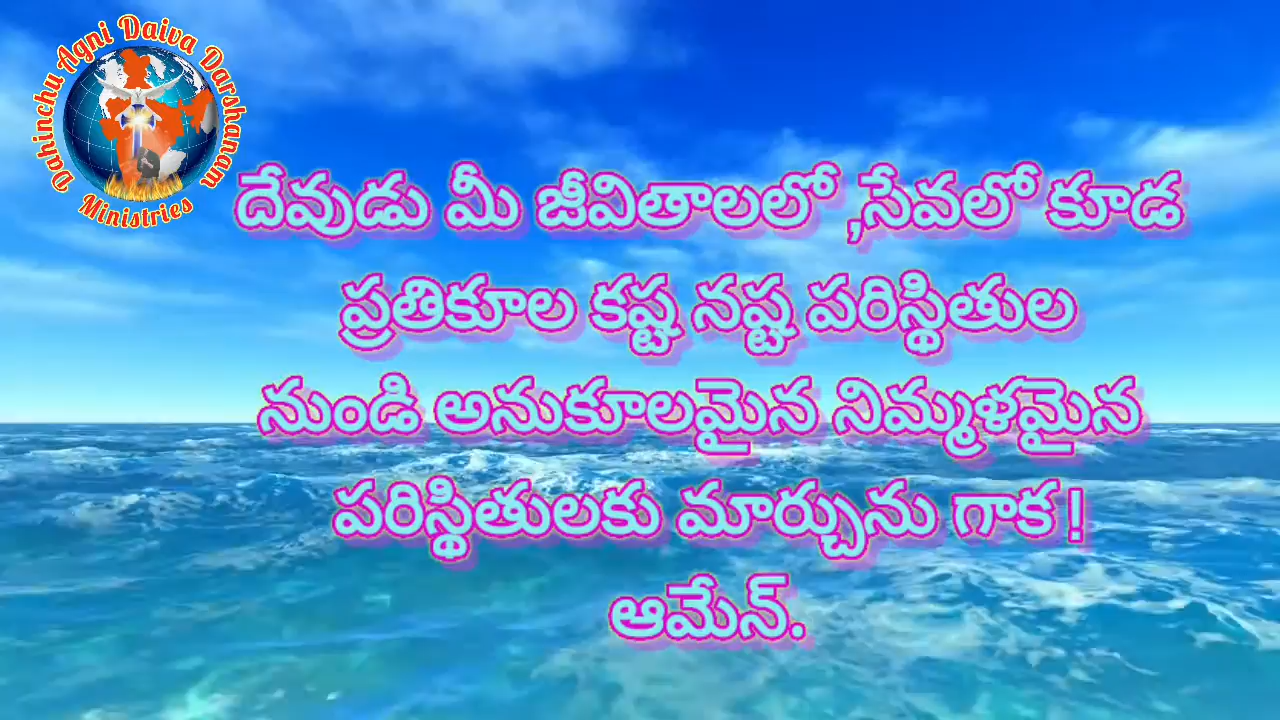 Dahinchu Agni Daiva Darshanam
Ministries
దేవుడు మీ జీవితాలలో ,సేవలో కూడ
ప్రతికూల కష్ట నష్ట పరిస్థితుల
నుండి అనుకూలమైన నిమ్మళమైన
పరిస్థితులకు మార్చును గాక !
ఆమేన్.